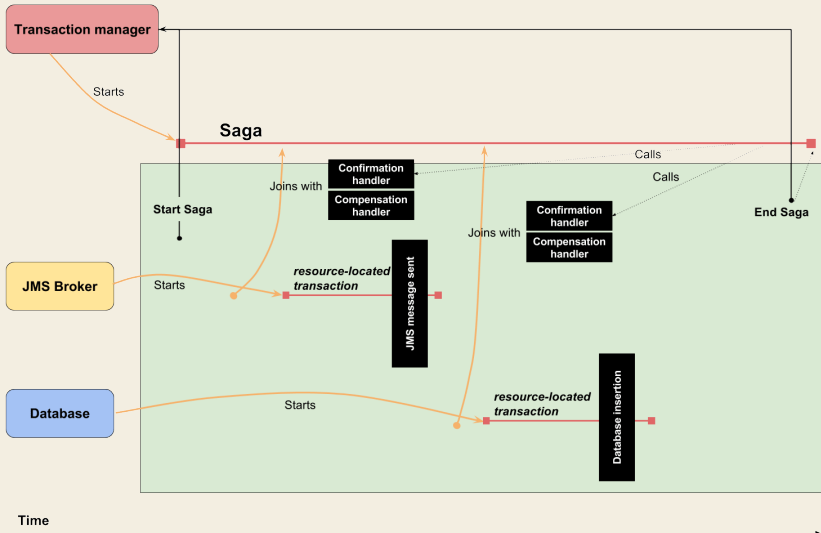 Transaction manager
Starts
Saga
Calls
Confirmation
handler
Joins with
Calls
Compensation
handler
Start Saga
Confirmation
handler
End Saga
Joins with
Compensation
handler
resource-located
transaction
JMS Broker
Starts
JMS message sent
resource-located
transaction
Database
Starts
Database insertion
Time